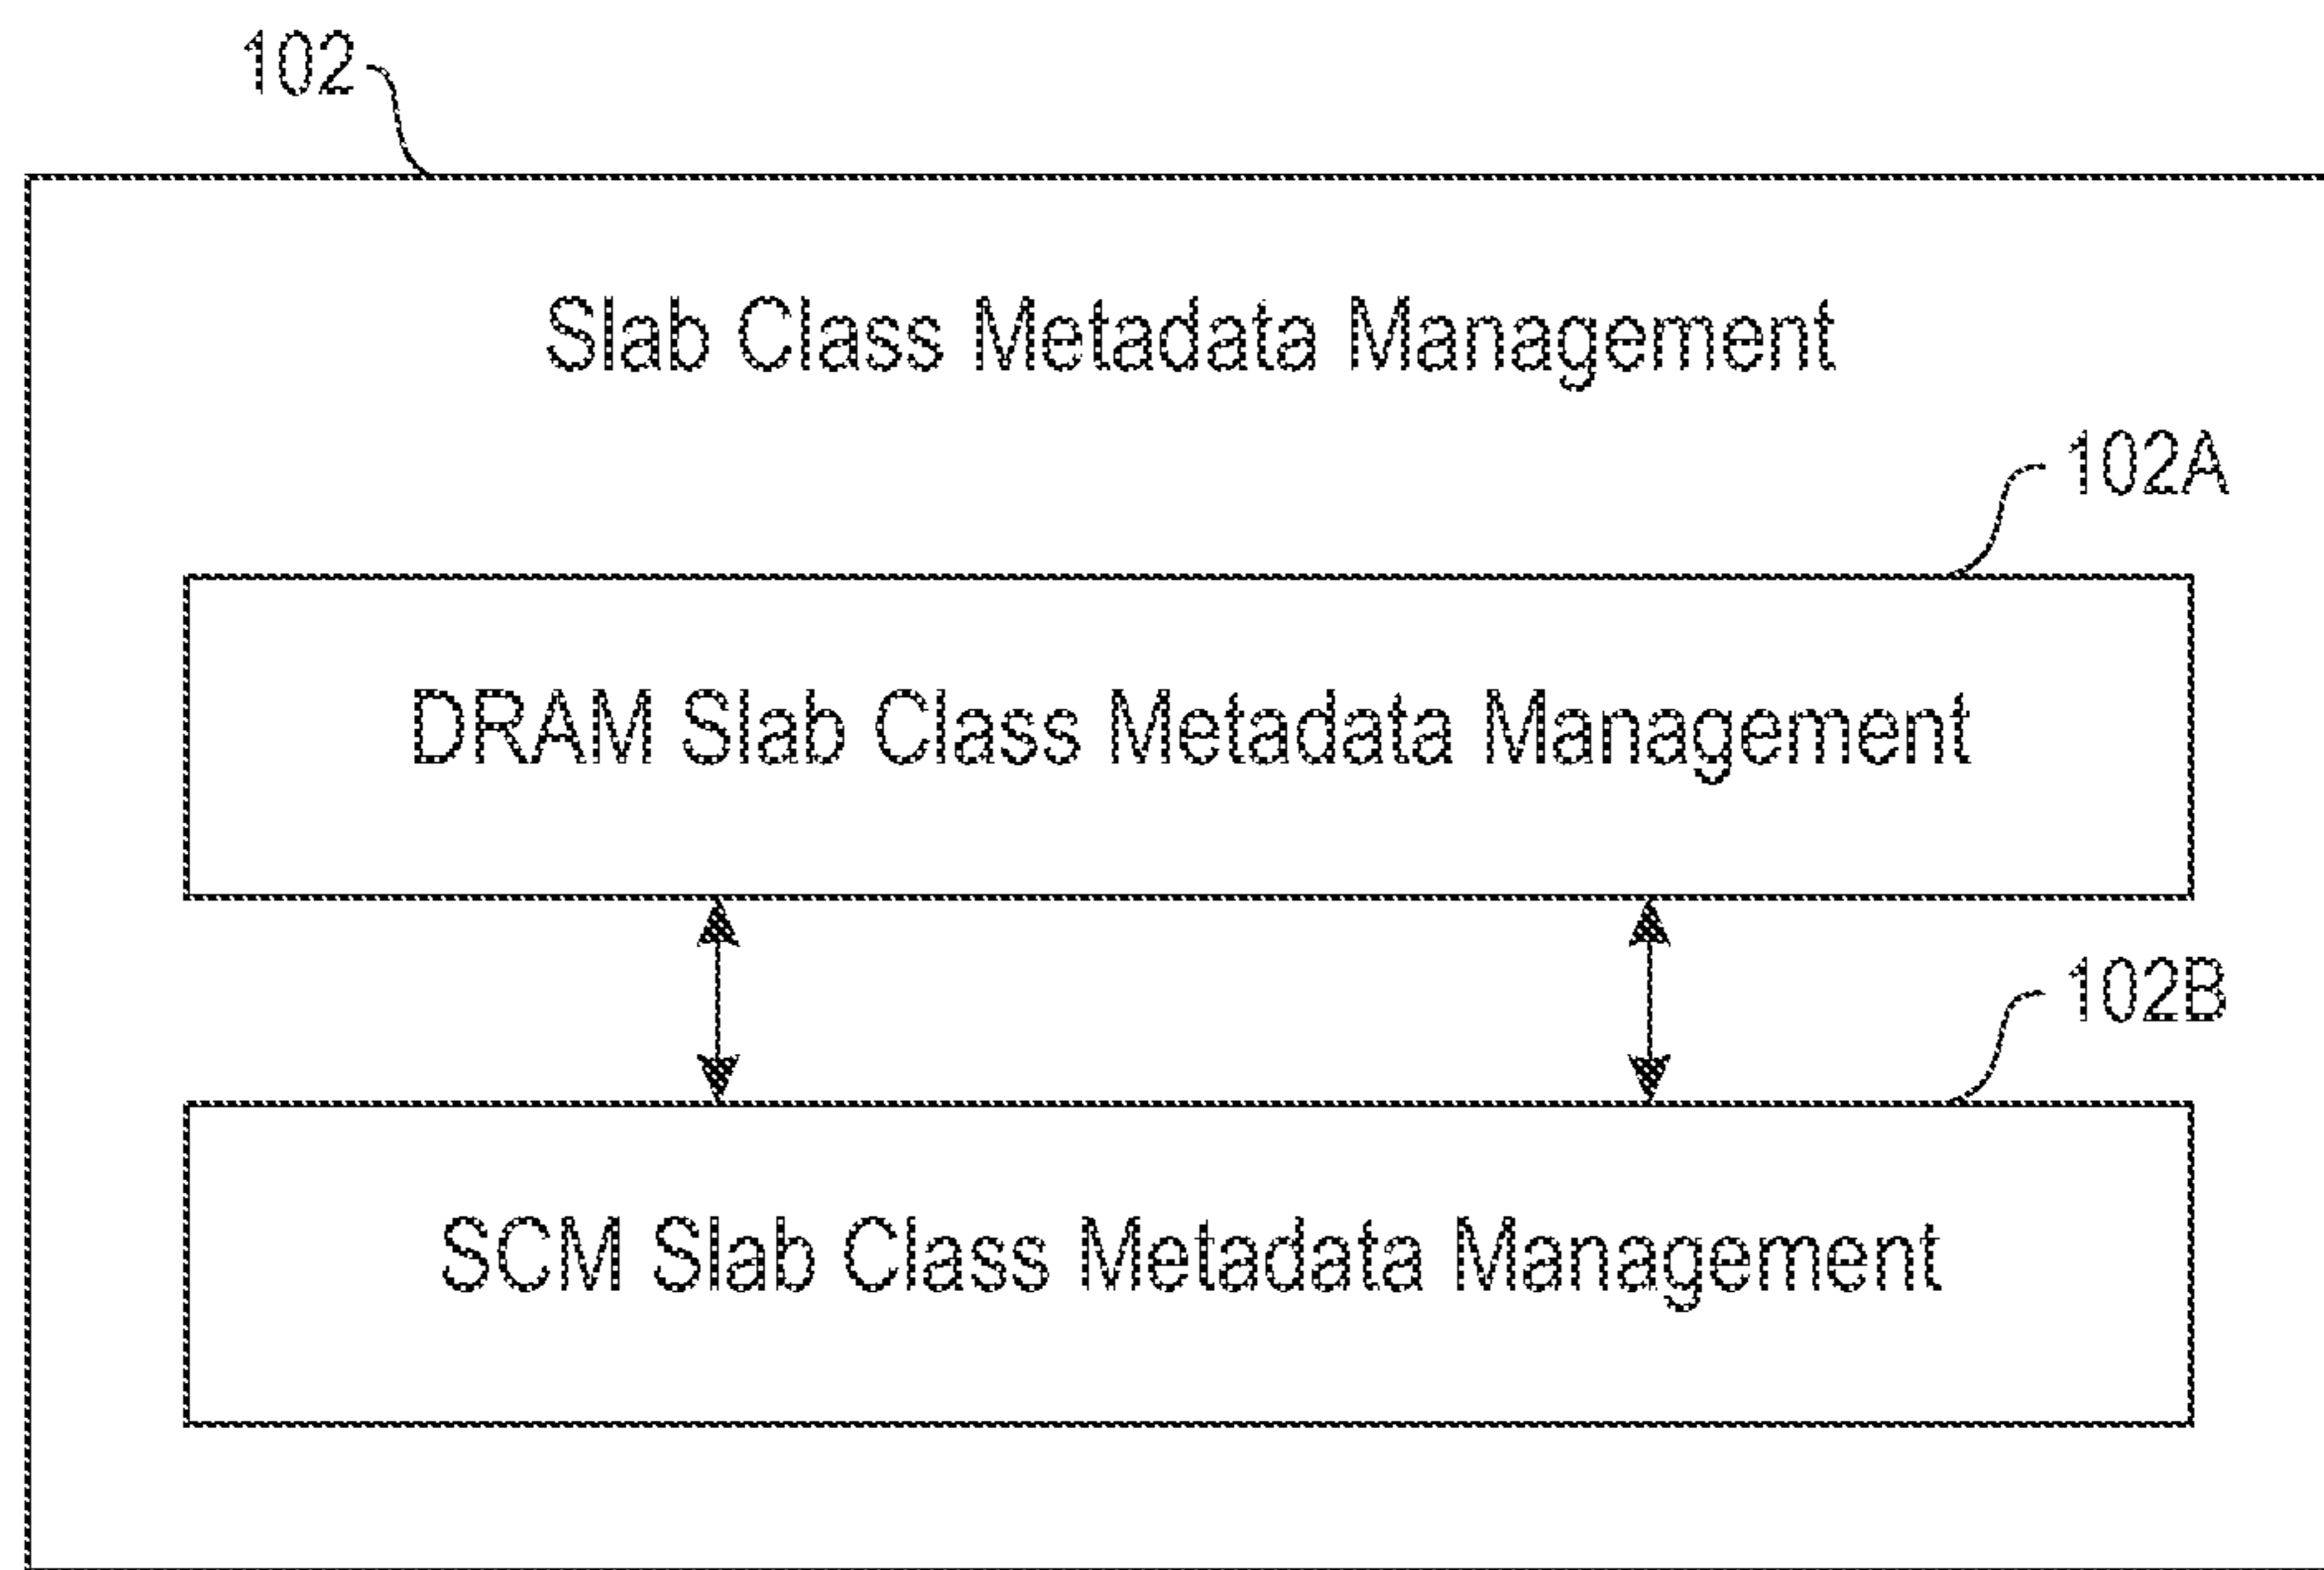 102
Slab Class Metadata Management
102A
DRAM Slab Class Metadata Management
102B
SCM Slab Class Metadata Management